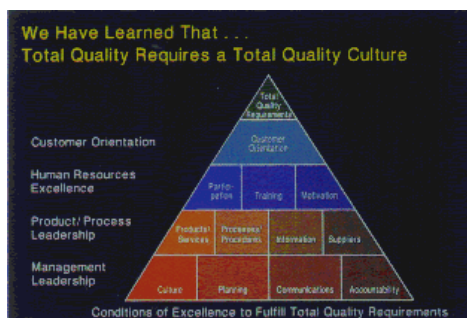 We Have Learned That . . .
Total Quality Requires a Total Quality Culture
Total
Quality
Requirements
Customer Orientation
Customer
Orientation
Human Resources
Excellence
Partici-
pation
Training
Motivation
Product/Process
Leadership
Products/
Services
Processes/
Procedures
Information
Suppliers
Management
Leadership
Culture
Planning
Communications
Accountability
Conditions of Excellence to Fulfill Total Quality Requirements